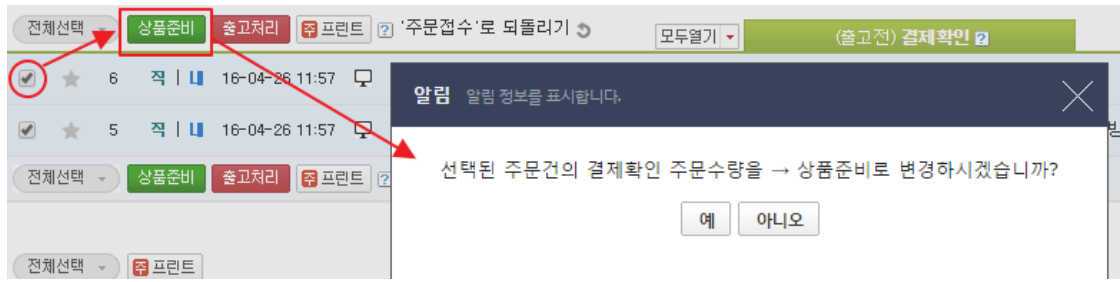 전체선택 상품준비 출고처리 주 프린트 ? '주문접수'로 되돌리기 모두열기 (출고전) 결제확인 ?
6 직 | 내 16-04-26 11:57
알림 알림 정보를 표시합니다.
5 직 | 내 16-04-26 11:57
선택된 주문건의 결제확인 주문수량을 → 상품준비로 변경하시겠습니까?
전체선택 상품준비 출고처리 주 프린트 ?
예 아니오
전체선택 주 프린트